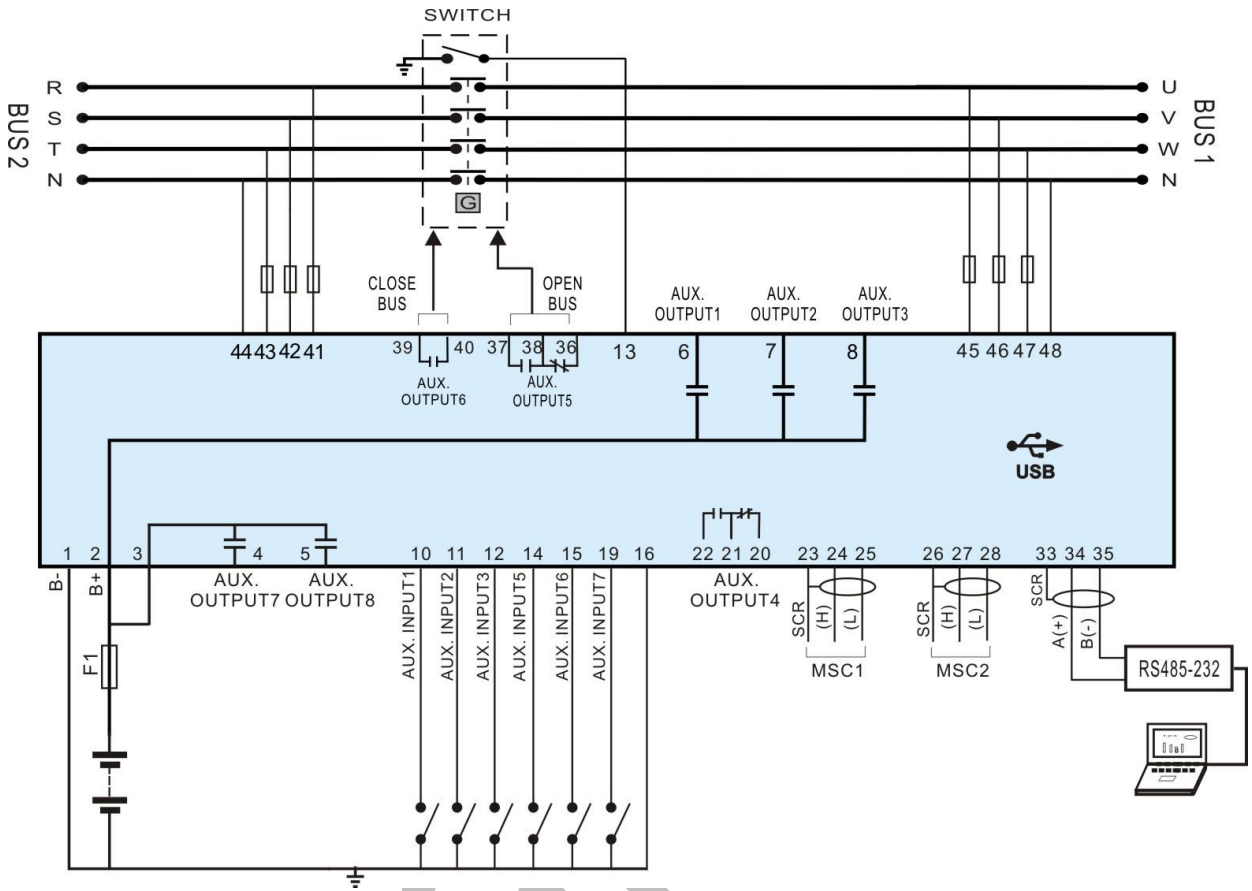 SWITCH
R
S
T
N
BUS 2
U
V
W
N
BUS 1
G
CLOSE BUS
OPEN BUS
AUX. OUTPUT1
AUX. OUTPUT2
AUX. OUTPUT3
44 43 42 41
39 40
37 38 36
13
6
7
8
45 46 47 48
AUX. OUTPUT6
AUX. OUTPUT5
USB
1
2
3
4
5
10 11 12 14 15 19 16
22 21 20
23 24 25
26 27 28
33 34 35
B-
B+
AUX. OUTPUT7
AUX. OUTPUT8
AUX. INPUT1
AUX. INPUT2
AUX. INPUT3
AUX. INPUT5
AUX. INPUT6
AUX. INPUT7
AUX. OUTPUT4
SCR
(H)
(L)
MSC1
SCR
(H)
(L)
MSC2
SCR
A(+)
B(-)
RS485-232
F1